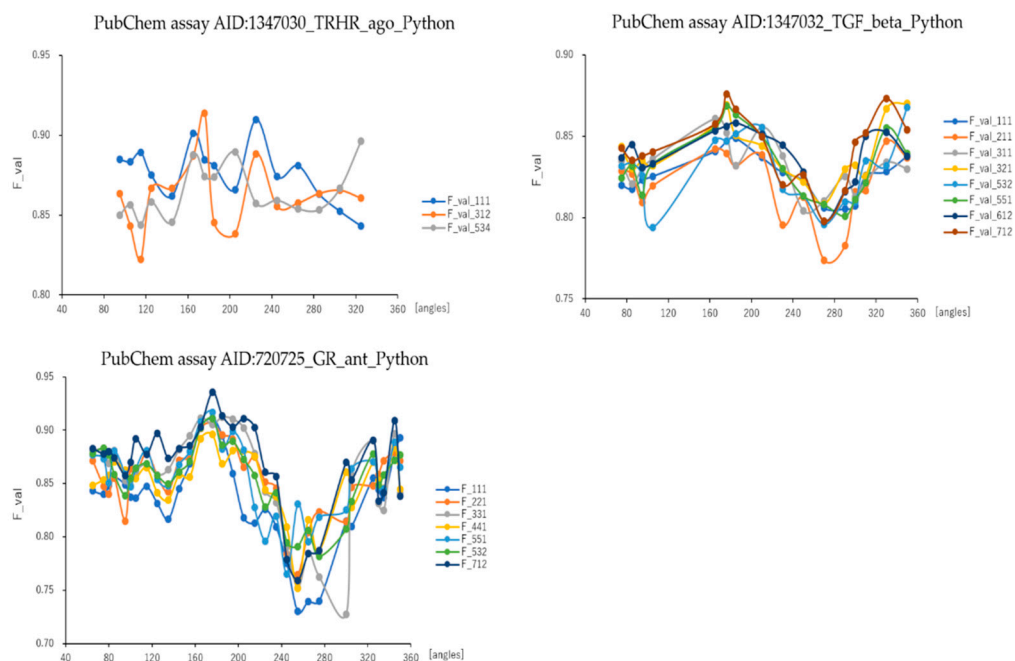 PubChem assay AID:1347030_TRHR_ago_Python
0.95
0.90
0.85
0.80
F_val
40 80 120 160 200 240 280 320 360 [angles]
F_val_111
F_val_312
F_val_534
PubChem assay AID:1347032_TGF_beta_Python
0.90
0.85
0.80
0.75
F_val
40 80 120 160 200 240 280 320 360 [angles]
F_val_111
F_val_211
F_val_311
F_val_321
F_val_532
F_val_551
F_val_612
F_val_712
PubChem assay AID:720725_GR_ant_Python
0.95
0.90
0.85
0.80
0.75
0.70
F_val
40 80 120 160 200 240 280 320 360 [angles]
F_111
F_221
F_331
F_441
F_551
F_532
F_712